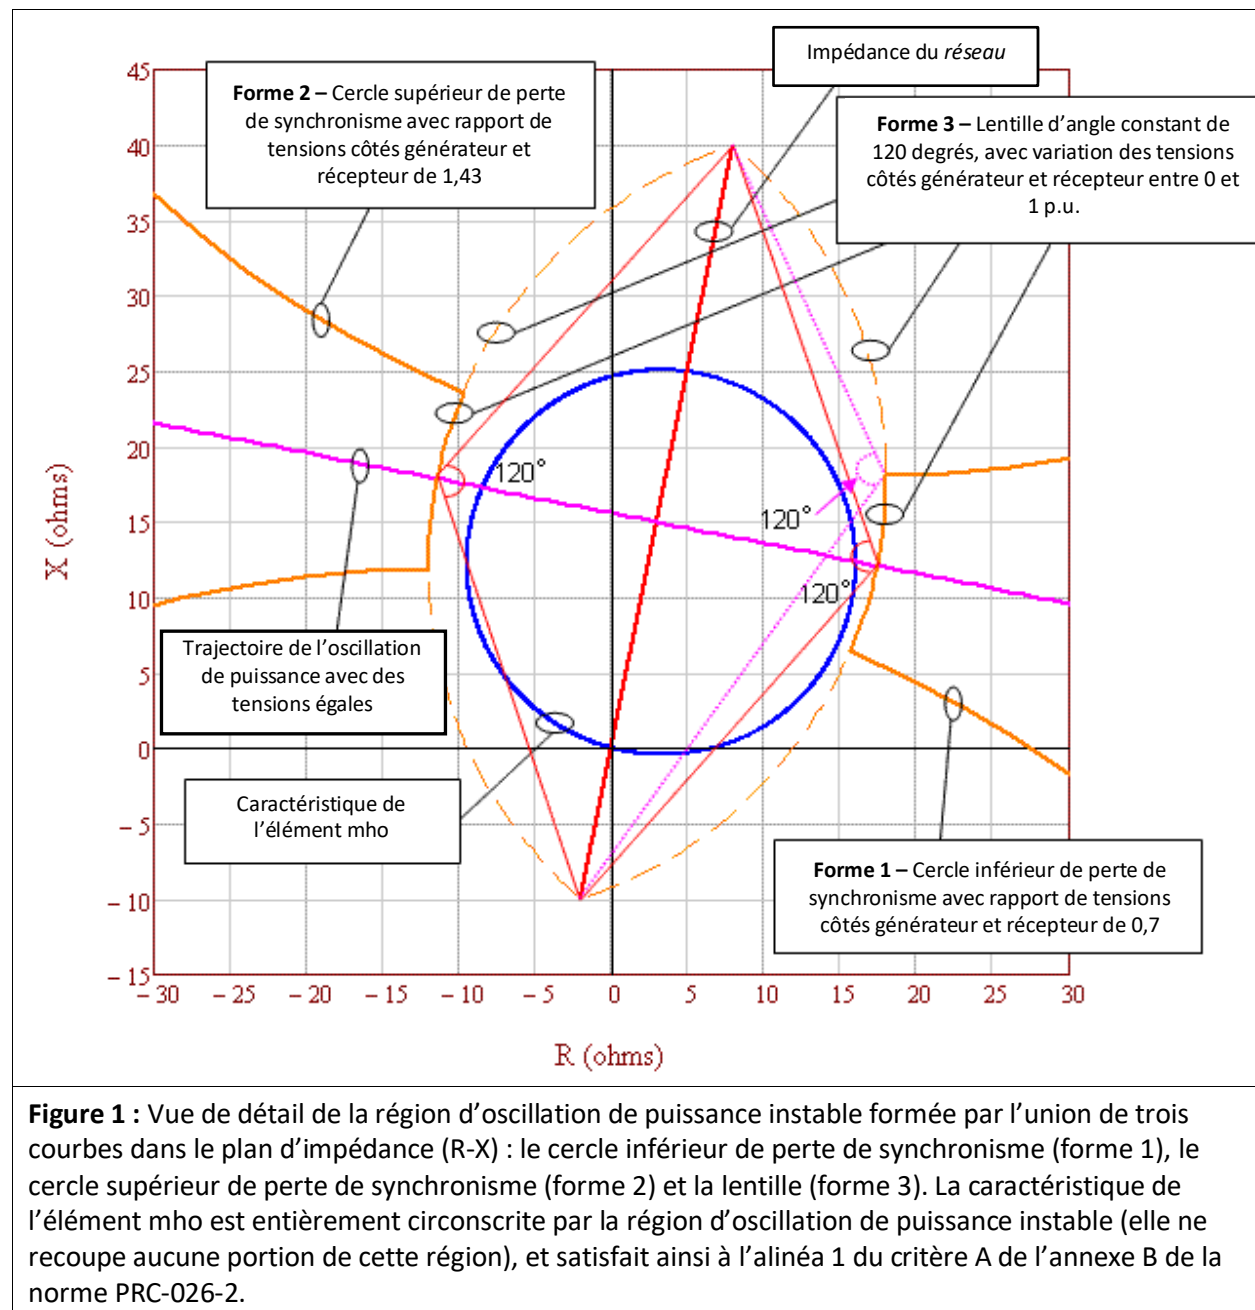 Impédance du réseau
Forme 2 – Cercle supérieur de perte
de synchronisme avec rapport de
tensions côtés générateur et
récepteur de 1,43
Forme 3 – Lentille d’angle constant de
120 degrés, avec variation des tensions
côtés générateur et récepteur entre 0 et
1 p.u.
45
40
35
30
25
20
15
10
5
0
– 5
– 10
– 15
X (ohms)
120°
120°
120°
Trajectoire de l’oscillation
de puissance avec des
tensions égales
Caractéristique de
l’élément mho
Forme 1 – Cercle inférieur de perte de
synchronisme avec rapport de tensions
côtés générateur et récepteur de 0,7
– 30 – 25 – 20 – 15 – 10 – 5 0 5 10 15 20 25 30
R (ohms)
Figure 1 : Vue de détail de la région d’oscillation de puissance instable formée par l’union de trois
courbes dans le plan d’impédance (R-X) : le cercle inférieur de perte de synchronisme (forme 1), le
cercle supérieur de perte de synchronisme (forme 2) et la lentille (forme 3). La caractéristique de
l’élément mho est entièrement circonscrite par la région d’oscillation de puissance instable (elle ne
recoupe aucune portion de cette région), et satisfait ainsi à l’alinéa 1 du critère A de l’annexe B de la
norme PRC-026-2.